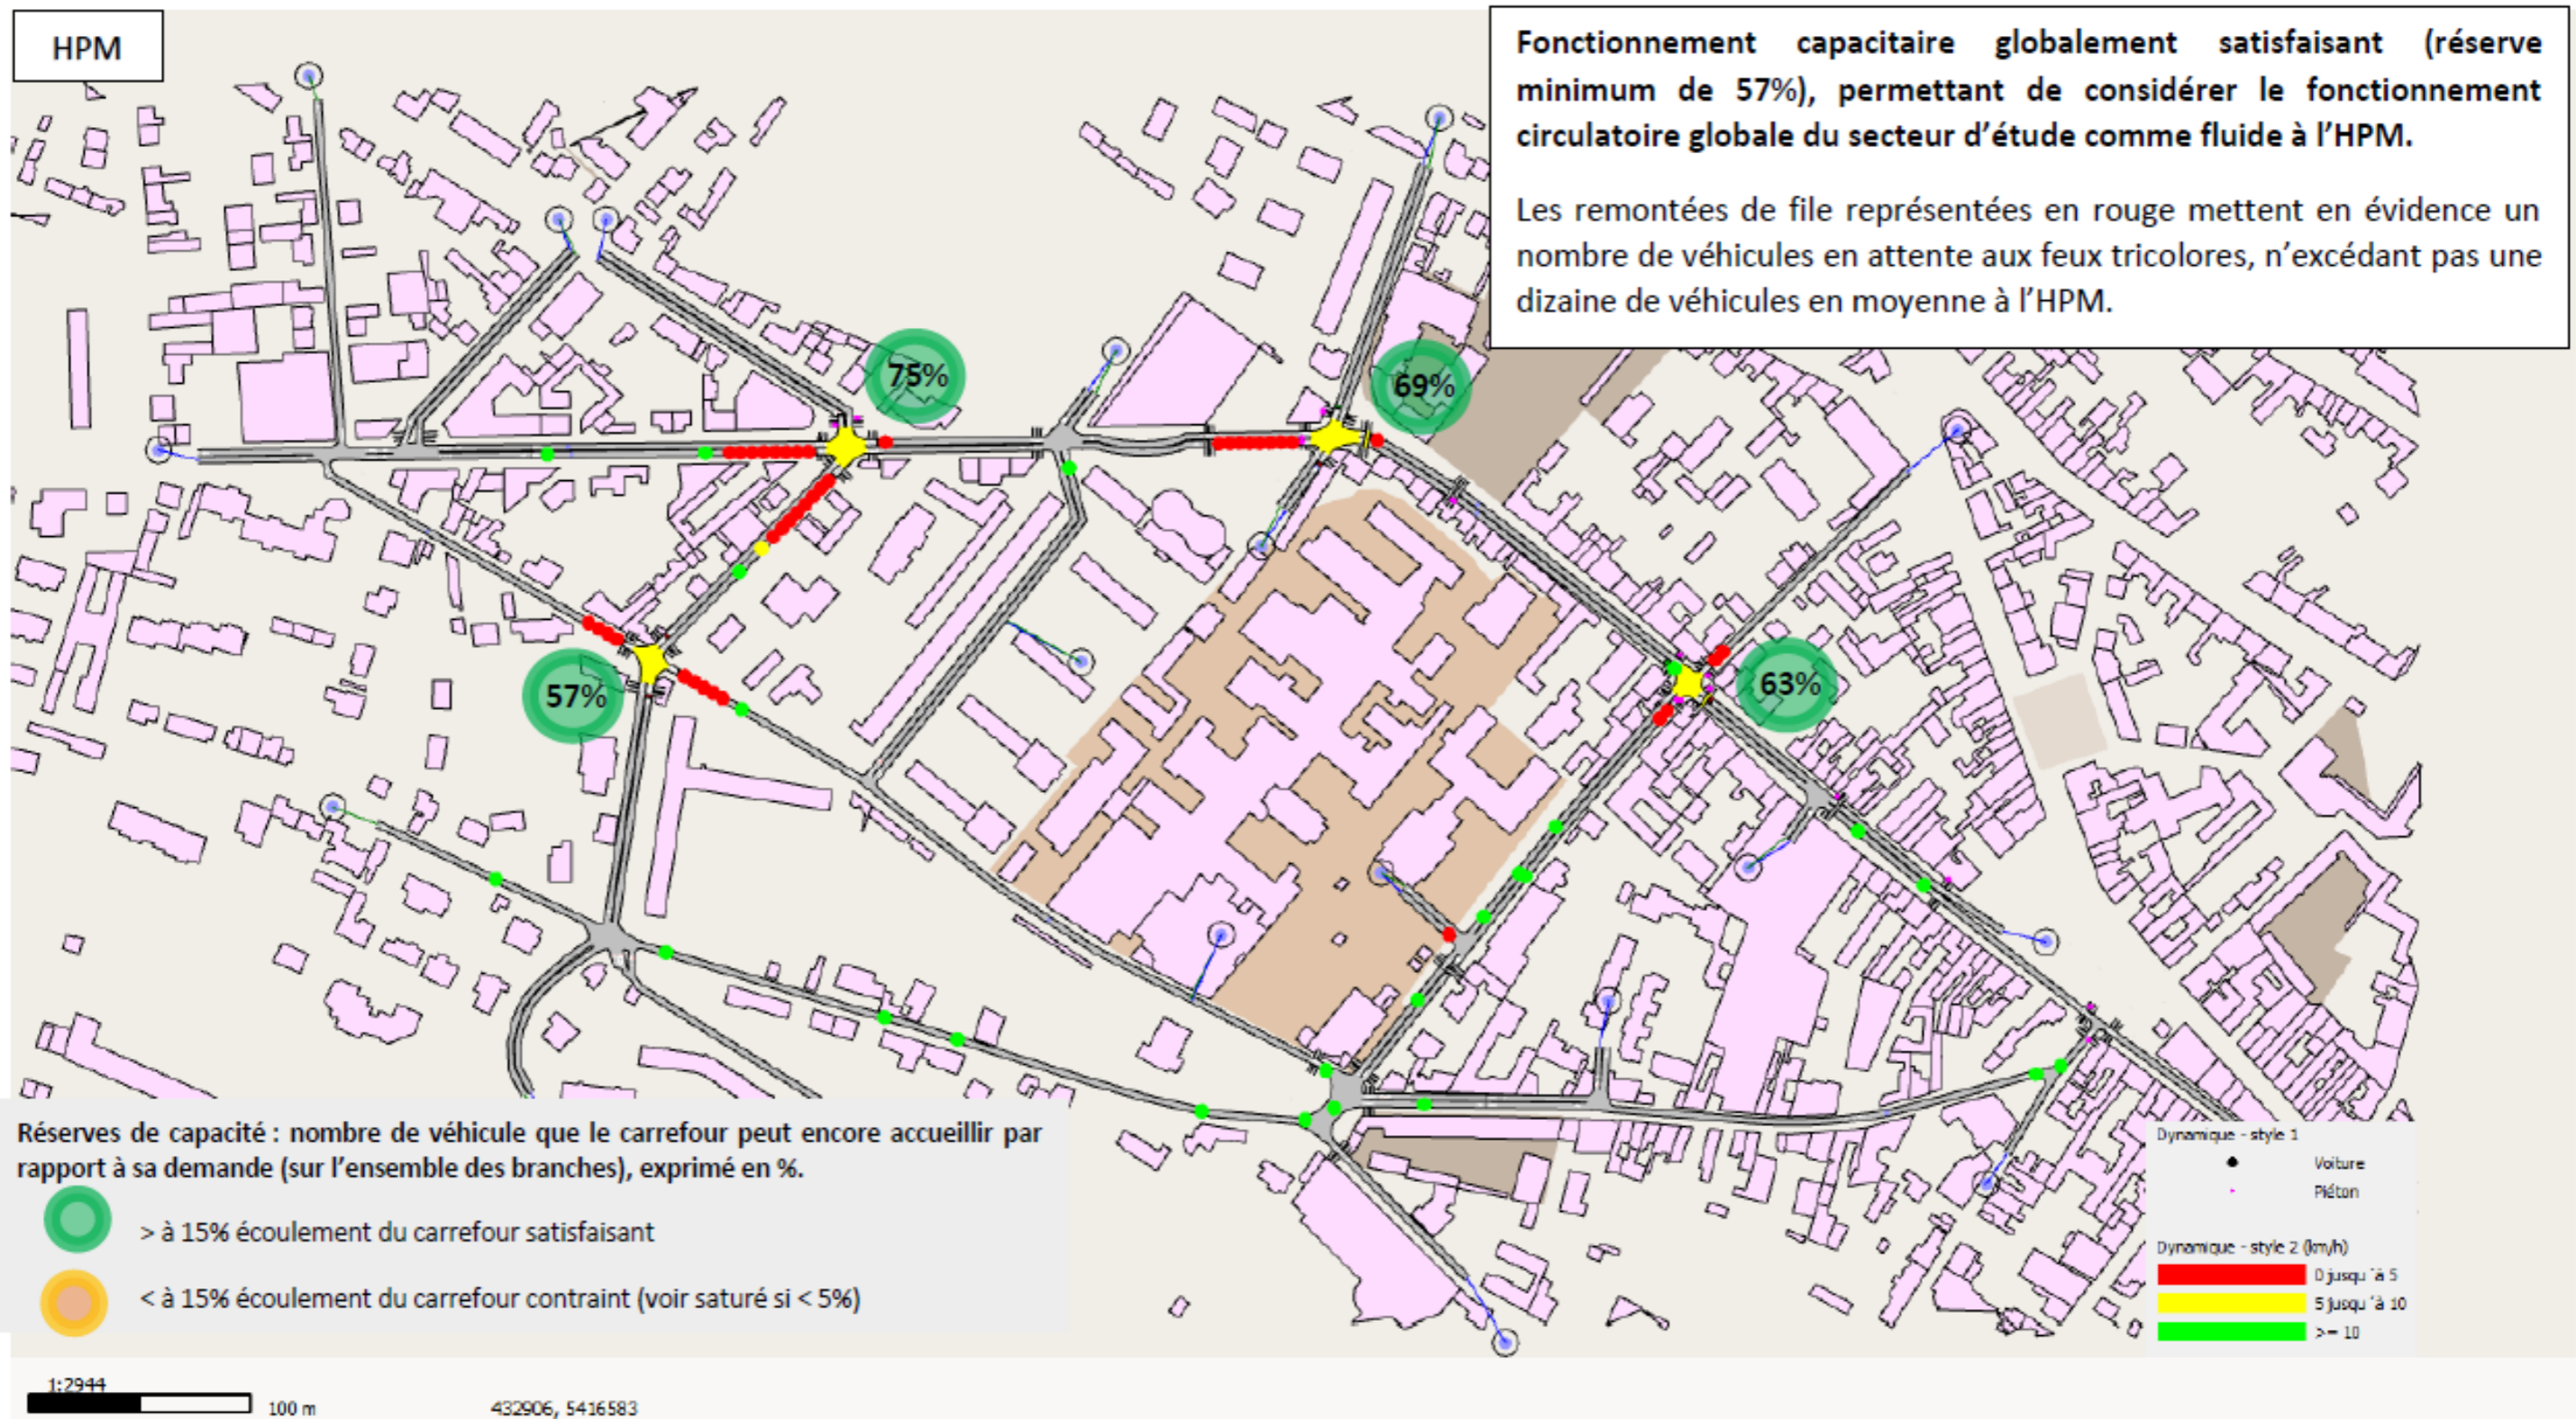 HPM
Fonctionnement capacitaire globalement satisfaisant (réserve
minimum de 57%), permettant de considérer le fonctionnement
circulatoire globale du secteur d'étude comme fluide à l'HPM.
Les remontées de file représentées en rouge mettent en évidence un
nombre de véhicules en attente aux feux tricolores, n'excédant pas une
dizaine de véhicules en moyenne à l'HPM.
75%
69%
57%
63%
Réserves de capacité : nombre de véhicule que le carrefour peut encore accueillir par
rapport à sa demande (sur l'ensemble des branches), exprimé en %.
> à 15% écoulement du carrefour satisfaisant
< à 15% écoulement du carrefour contraint (voir saturé si < 5%)
Dynamique - style 1
Voiture
Piéton
Dynamique - style 2 (km/h)
0 jusqu'à 5
5 jusqu'à 10
>= 10
1:2944
100 m
432906, 5416583